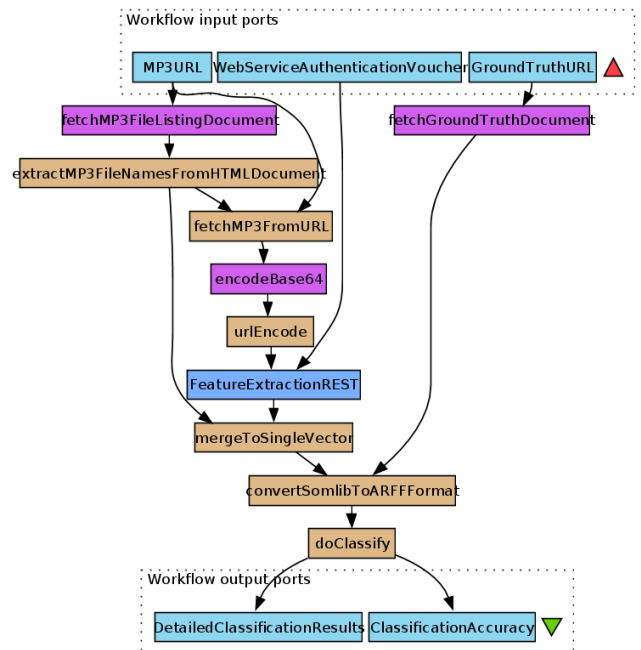 Workflow input ports
MP3URL
WebServiceAuthenticationVoucher
GroundTruthURL
fetchMP3FileListingDocument
fetchGroundTruthDocument
extractMP3FileNamesFromHTMLDocument
fetchMP3FromURL
encodeBase64
urlEncode
FeatureExtractionREST
mergeToSingleVector
convertSomlibToARFFFormat
doClassify
Workflow output ports
DetailedClassificationResults
ClassificationAccuracy